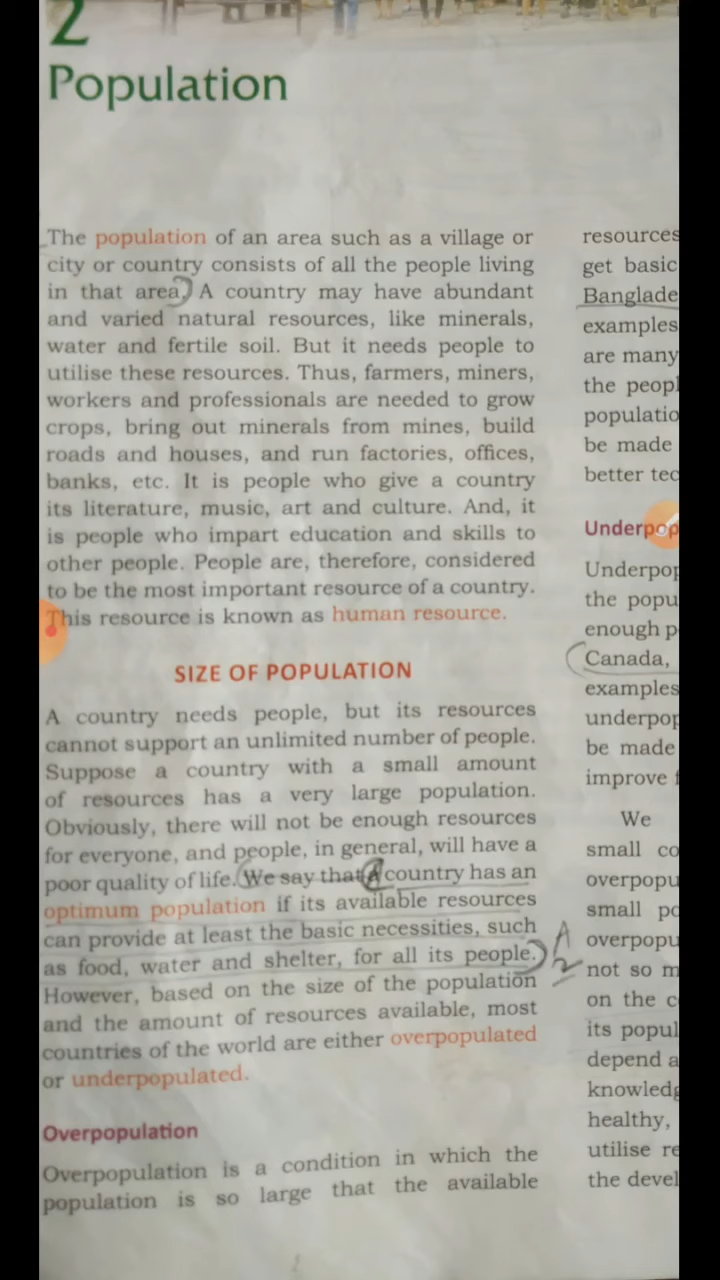 2
Population
The population of an area such as a village or
city or country consists of all the people living
in that area. A country may have abundant
and varied natural resources, like minerals,
water and fertile soil. But it needs people to
utilise these resources. Thus, farmers, miners,
workers and professionals are needed to grow
crops, bring out minerals from mines, build
roads and houses, and run factories, offices,
banks, etc. It is people who give a country
its literature, music, art and culture. And, it
is people who impart education and skills to
other people. People are, therefore, considered
to be the most important resource of a country.
This resource is known as human resource.
SIZE OF POPULATION
A country needs people, but its resources
cannot support an unlimited number of people.
Suppose a country with a small amount
of resources has a very large population.
Obviously, there will not be enough resources
for everyone, and people, in general, will have a
poor quality of life. We say that A country has an
optimum population if its available resources
can provide at least the basic necessities, such
as food, water and shelter, for all its people.
However, based on the size of the population
and the amount of resources available, most
countries of the world are either overpopulated
or underpopulated.
Overpopulation
Overpopulation is a condition in which the
population is so large that the available
A
2
resources
get basic
Banglade
examples
are many
the peopl
populatio
be made
better tec
Underpop
Underpop
the popu
enough p
Canada,
examples
underpop
be made
improve f
We
small co
overpopu
small po
overpopu
not so m
on the c
its popul
depend a
knowledg
healthy,
utilise re
the devel